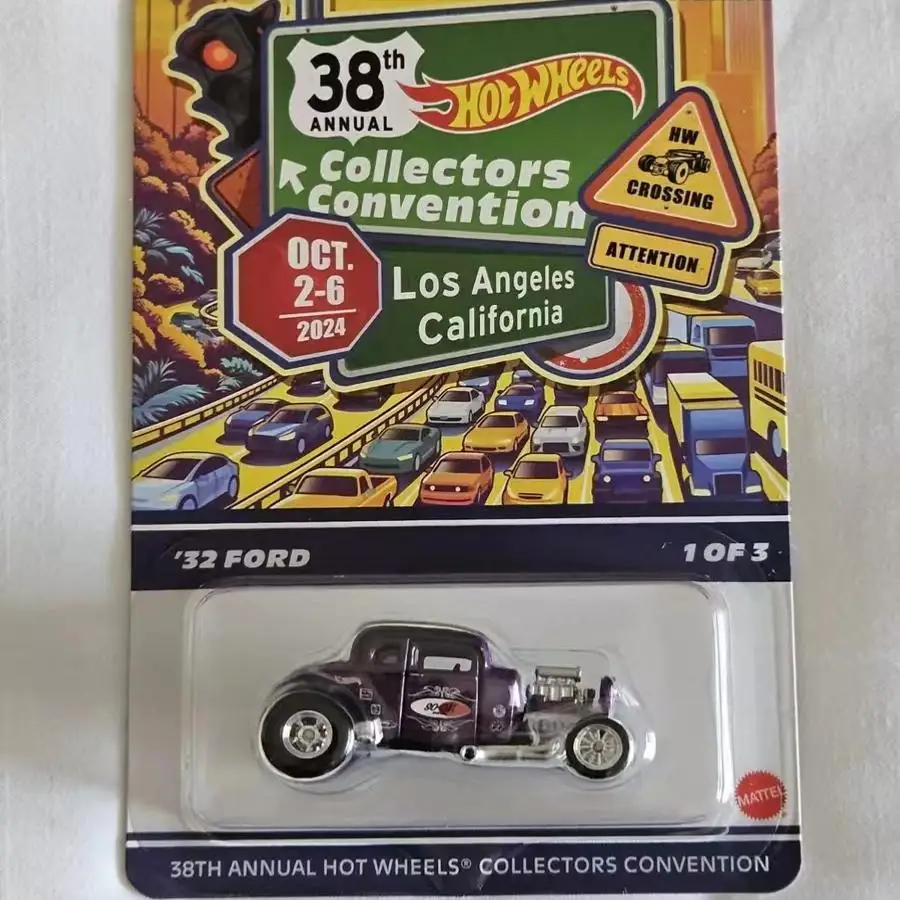 38th
ANNUAL
HOT WHEELS
Collectors
Convention
HW
CROSSING
ATTENTION
OCT.
2-6
2024
Los Angeles
California
'32 FORD
1 OF 3
MATTEL
38TH ANNUAL HOT WHEELS® COLLECTORS CONVENTION